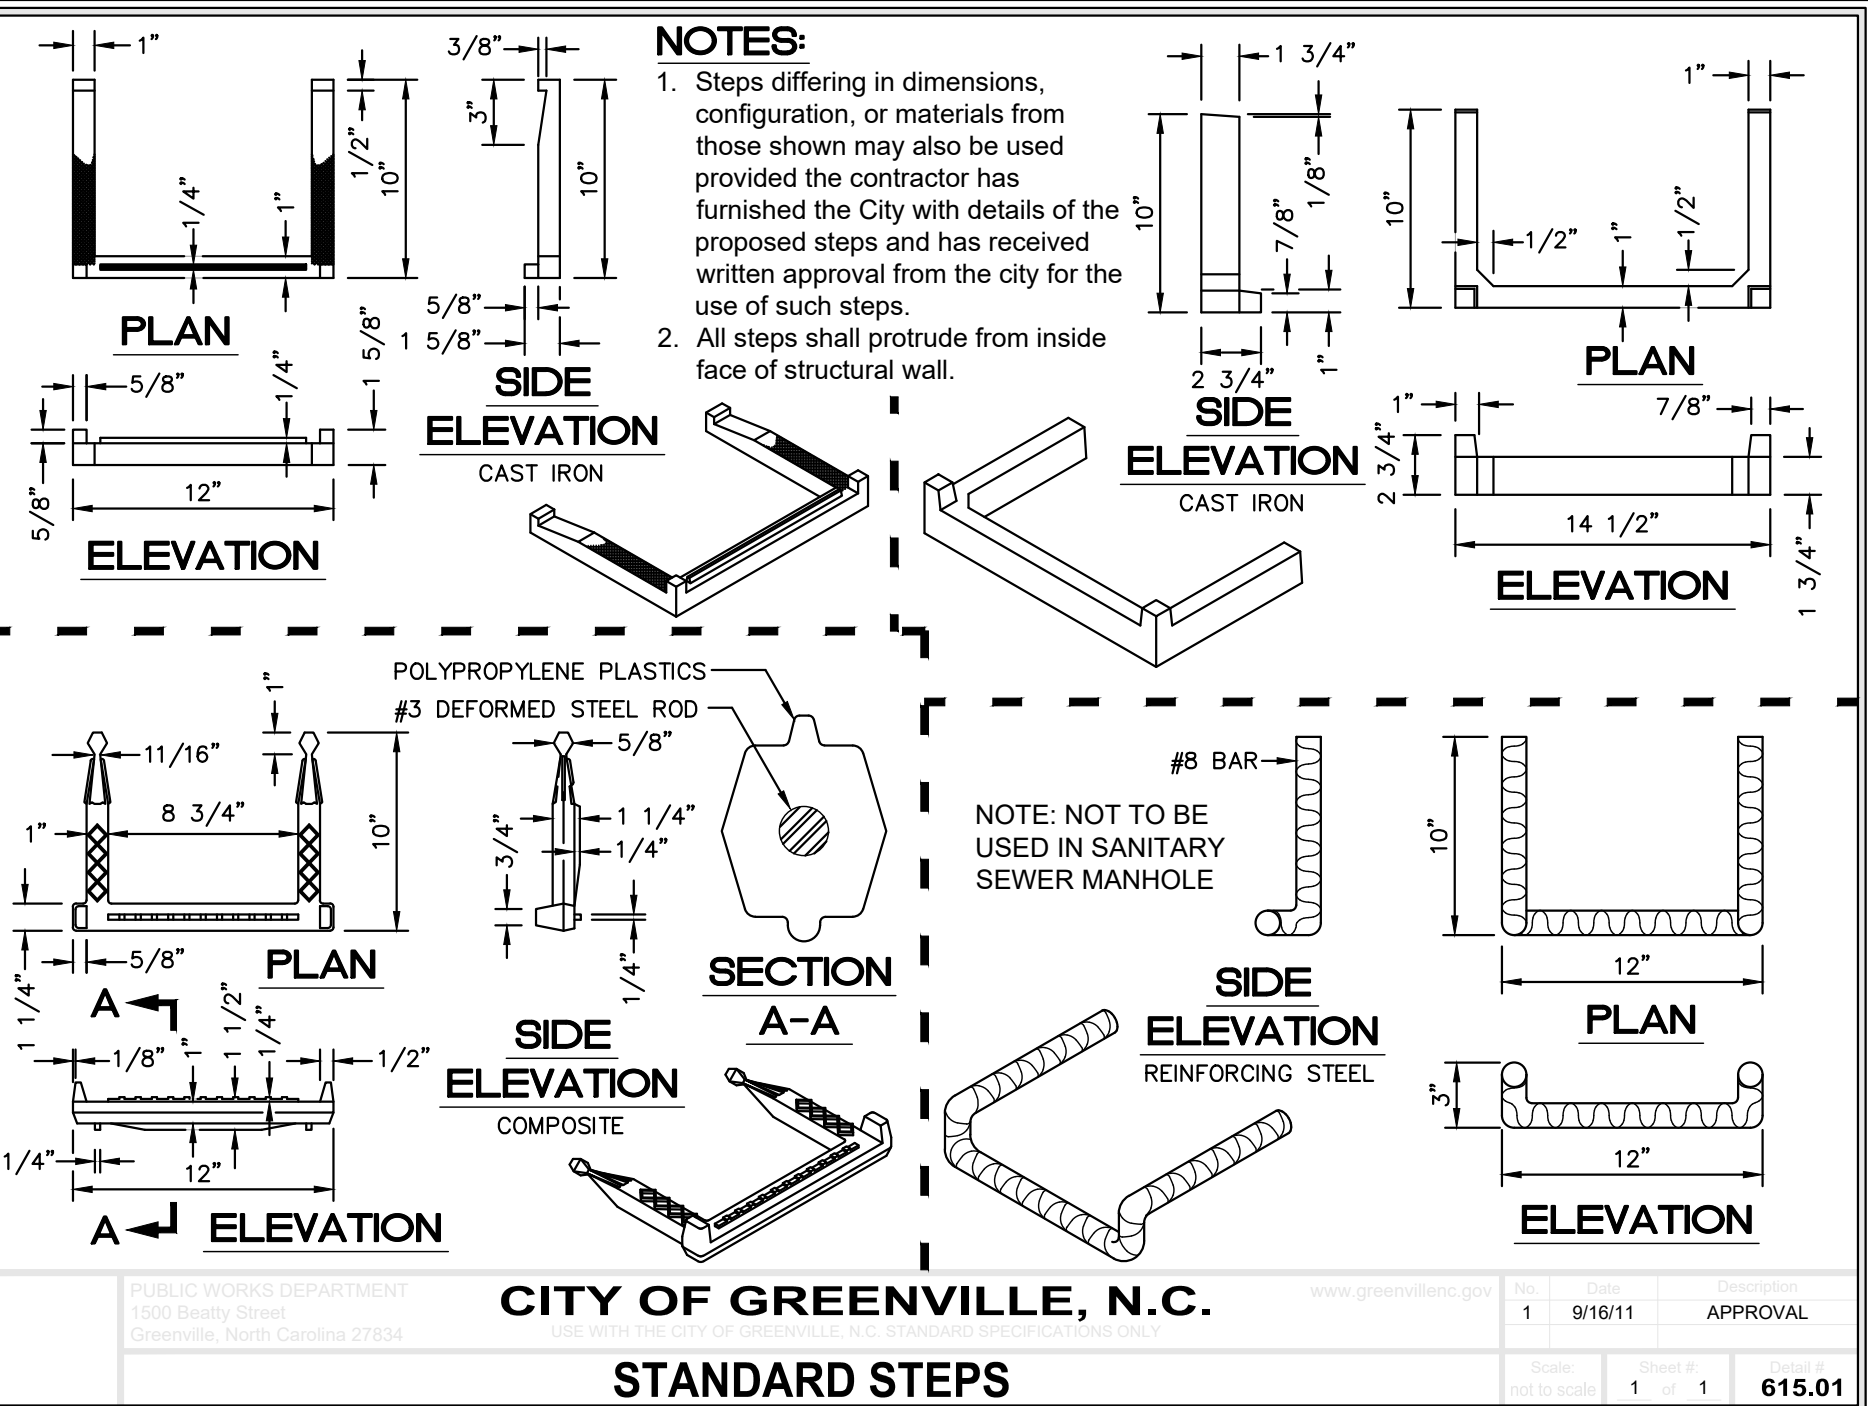 1"
1/2"
10"
1/4"
1"
PLAN
5/8"
1/4"
1 5/8"
5/8"
12"
ELEVATION
3/8"
3"
10"
5/8"
1 5/8"
SIDE
ELEVATION
CAST IRON
NOTES:
1. Steps differing in dimensions,
configuration, or materials from
those shown may also be used
provided the contractor has
furnished the City with details of the
proposed steps and has received
written approval from the city for the
use of such steps.
2. All steps shall protrude from inside
face of structural wall.
1 3/4"
10"
1/8"
7/8"
1"
2 3/4"
SIDE
ELEVATION
CAST IRON
1"
10"
1/2"
1"
1/2"
PLAN
1"
7/8"
2 3/4"
14 1/2"
1 3/4"
ELEVATION
1"
11/16"
8 3/4"
1"
10"
1 1/4"
5/8"
PLAN
A
1/8"
1"
1 1/2"
1/4"
1/2"
1/4"
12"
A
ELEVATION
POLYPROPYLENE PLASTICS
#3 DEFORMED STEEL ROD
5/8"
1 1/4"
1/4"
3/4"
1/4"
SIDE
ELEVATION
COMPOSITE
SECTION
A-A
#8 BAR
NOTE: NOT TO BE
USED IN SANITARY
SEWER MANHOLE
SIDE
ELEVATION
REINFORCING STEEL
10"
12"
PLAN
3"
12"
ELEVATION
PUBLIC WORKS DEPARTMENT
1500 Beatty Street
Greenville, North Carolina 27834
CITY OF GREENVILLE, N.C.
USE WITH THE CITY OF GREENVILLE, N.C. STANDARD SPECIFICATIONS ONLY
www.greenvillenc.gov
STANDARD STEPS
No. Date Description
1 9/16/11 APPROVAL
Scale: Sheet #: Detail #
not to scale 1 of 1 615.01